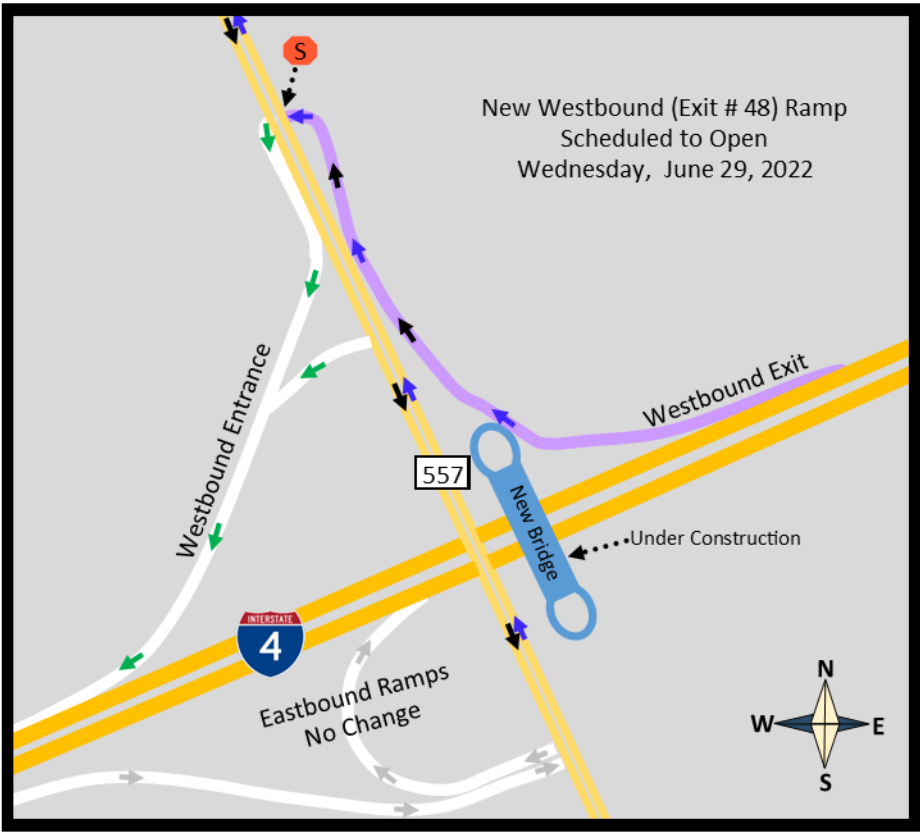 S
New Westbound (Exit # 48) Ramp
Scheduled to Open
Wednesday, June 29, 2022
Westbound Exit
Westbound Entrance
557
New Bridge
Under Construction
INTERSTATE
4
Eastbound Ramps
No Change
N
W E
S